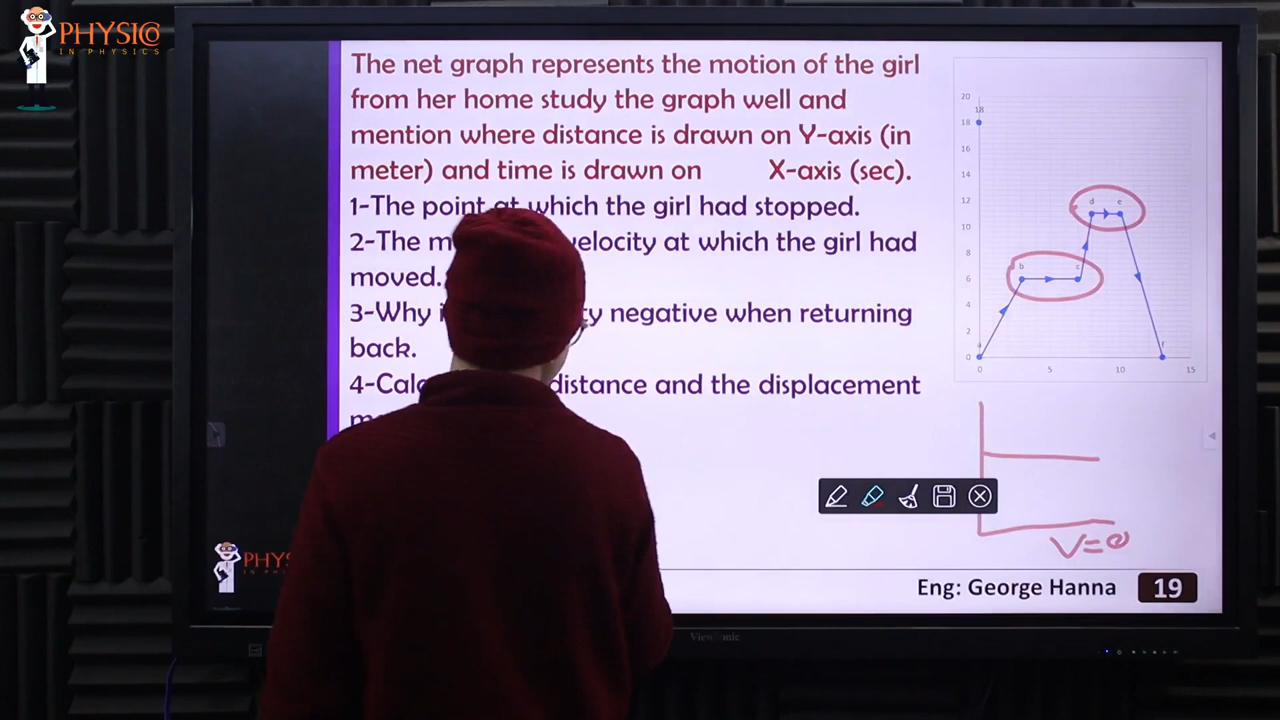 PHYSICO
IN PHYSICS
The net graph represents the motion of the girl
from her home study the graph well and
mention where distance is drawn on Y-axis (in
meter) and time is drawn on X-axis (sec).
1-The point at which the girl had stopped.
2-The velocity at which the girl had
moved.
3-Why negative when returning
back.
4- distance and the displacement
20
18
18
16
14
12
10
8
6
4
2
0
d e
b c
a f
0 5 10 15
V=0
PHYS
Eng: George Hanna 19
ViewSonic